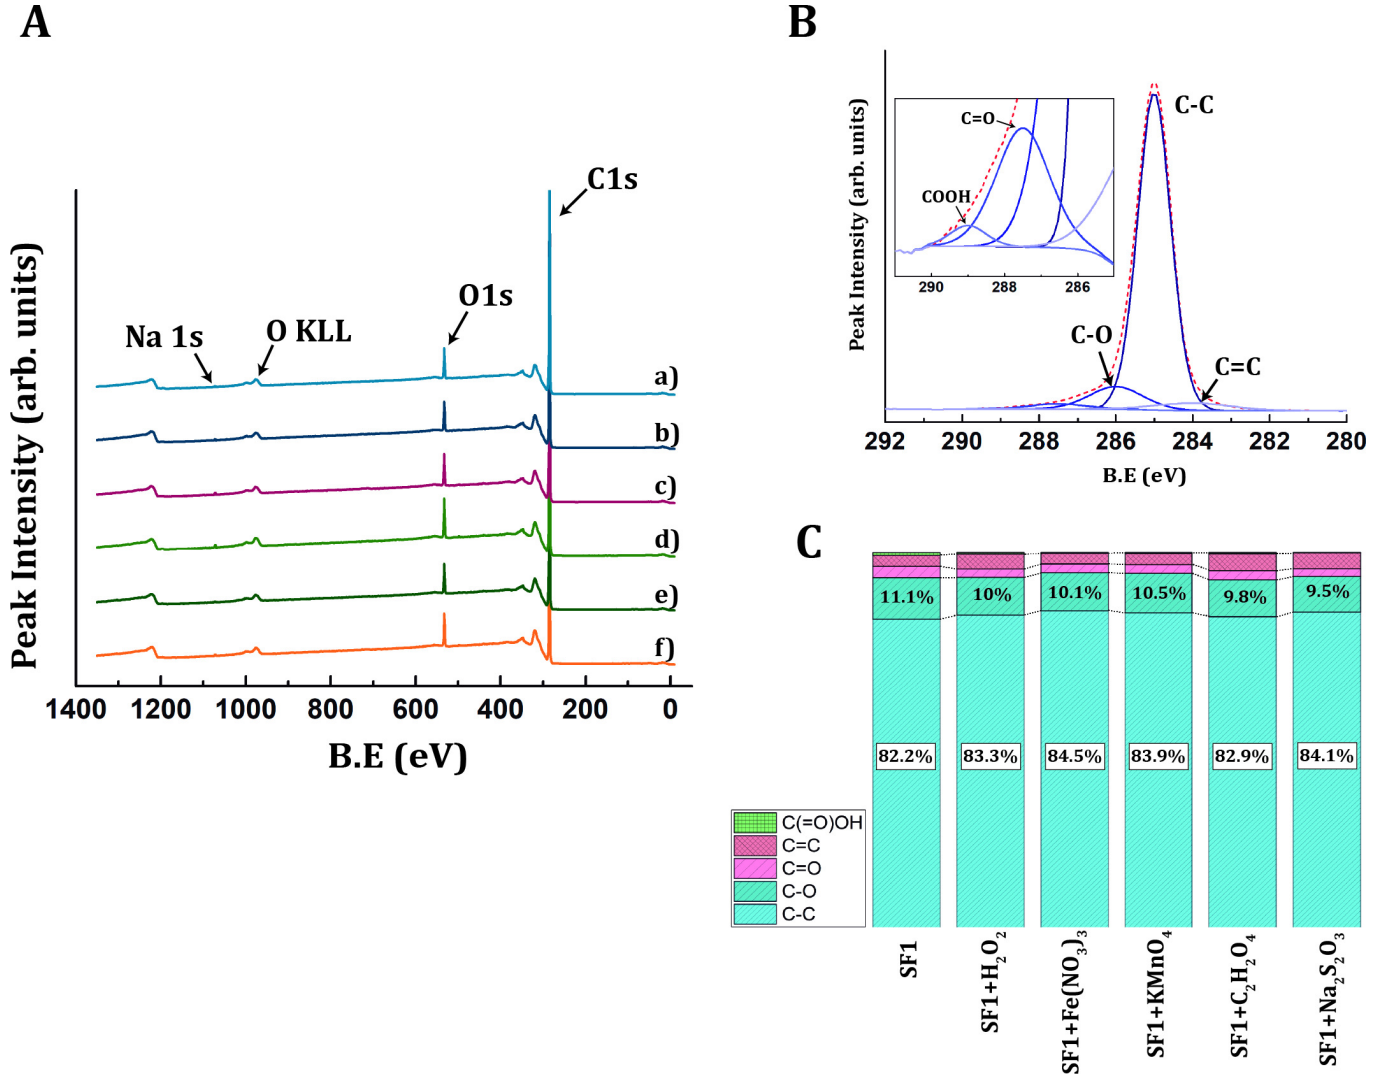 A
Peak Intensity (arb. units)
C1s
O1s
Na 1s
O KLL
a)
b)
c)
d)
e)
f)
1400 1200 1000 800 600 400 200 0
B.E (eV)
B
Peak Intensity (arb. units)
C-C
C=O
COOH
290 288 286
C-O
C=C
292 290 288 286 284 282 280
B.E (eV)
C
11.1% 10% 10.1% 10.5% 9.8% 9.5%
82.2% 83.3% 84.5% 83.9% 82.9% 84.1%
C(=O)OH
C=C
C=O
C-O
C-C
SF1
SF1+H₂O₂
SF1+Fe(NO₃)₃
SF1+KMnO₄
SF1+C₂H₂O₄
SF1+Na₂S₂O₃